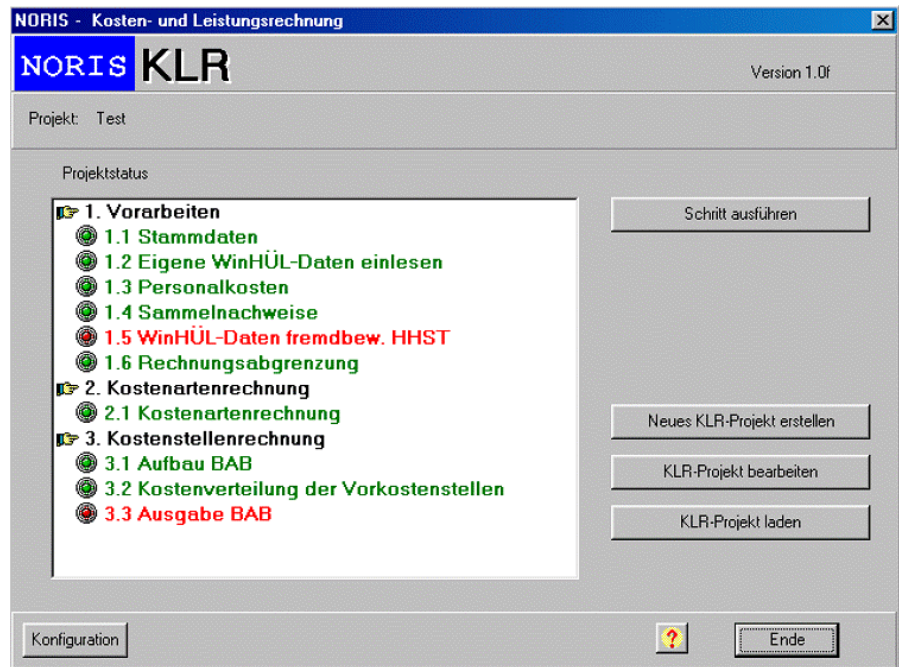 NORIS - Kosten- und Leistungsrechnung
NORIS KLR
Version 1.0f
Projekt: Test
Projektstatus
1. Vorarbeiten
1.1 Stammdaten
1.2 Eigene WinHÜL-Daten einlesen
1.3 Personalkosten
1.4 Sammelnachweise
1.5 WinHÜL-Daten fremdbew. HHST
1.6 Rechnungsabgrenzung
2. Kostenartenrechnung
2.1 Kostenartenrechnung
3. Kostenstellenrechnung
3.1 Aufbau BAB
3.2 Kostenverteilung der Vorkostenstellen
3.3 Ausgabe BAB
Schritt ausführen
Neues KLR-Projekt erstellen
KLR-Projekt bearbeiten
KLR-Projekt laden
Konfiguration
?
Ende